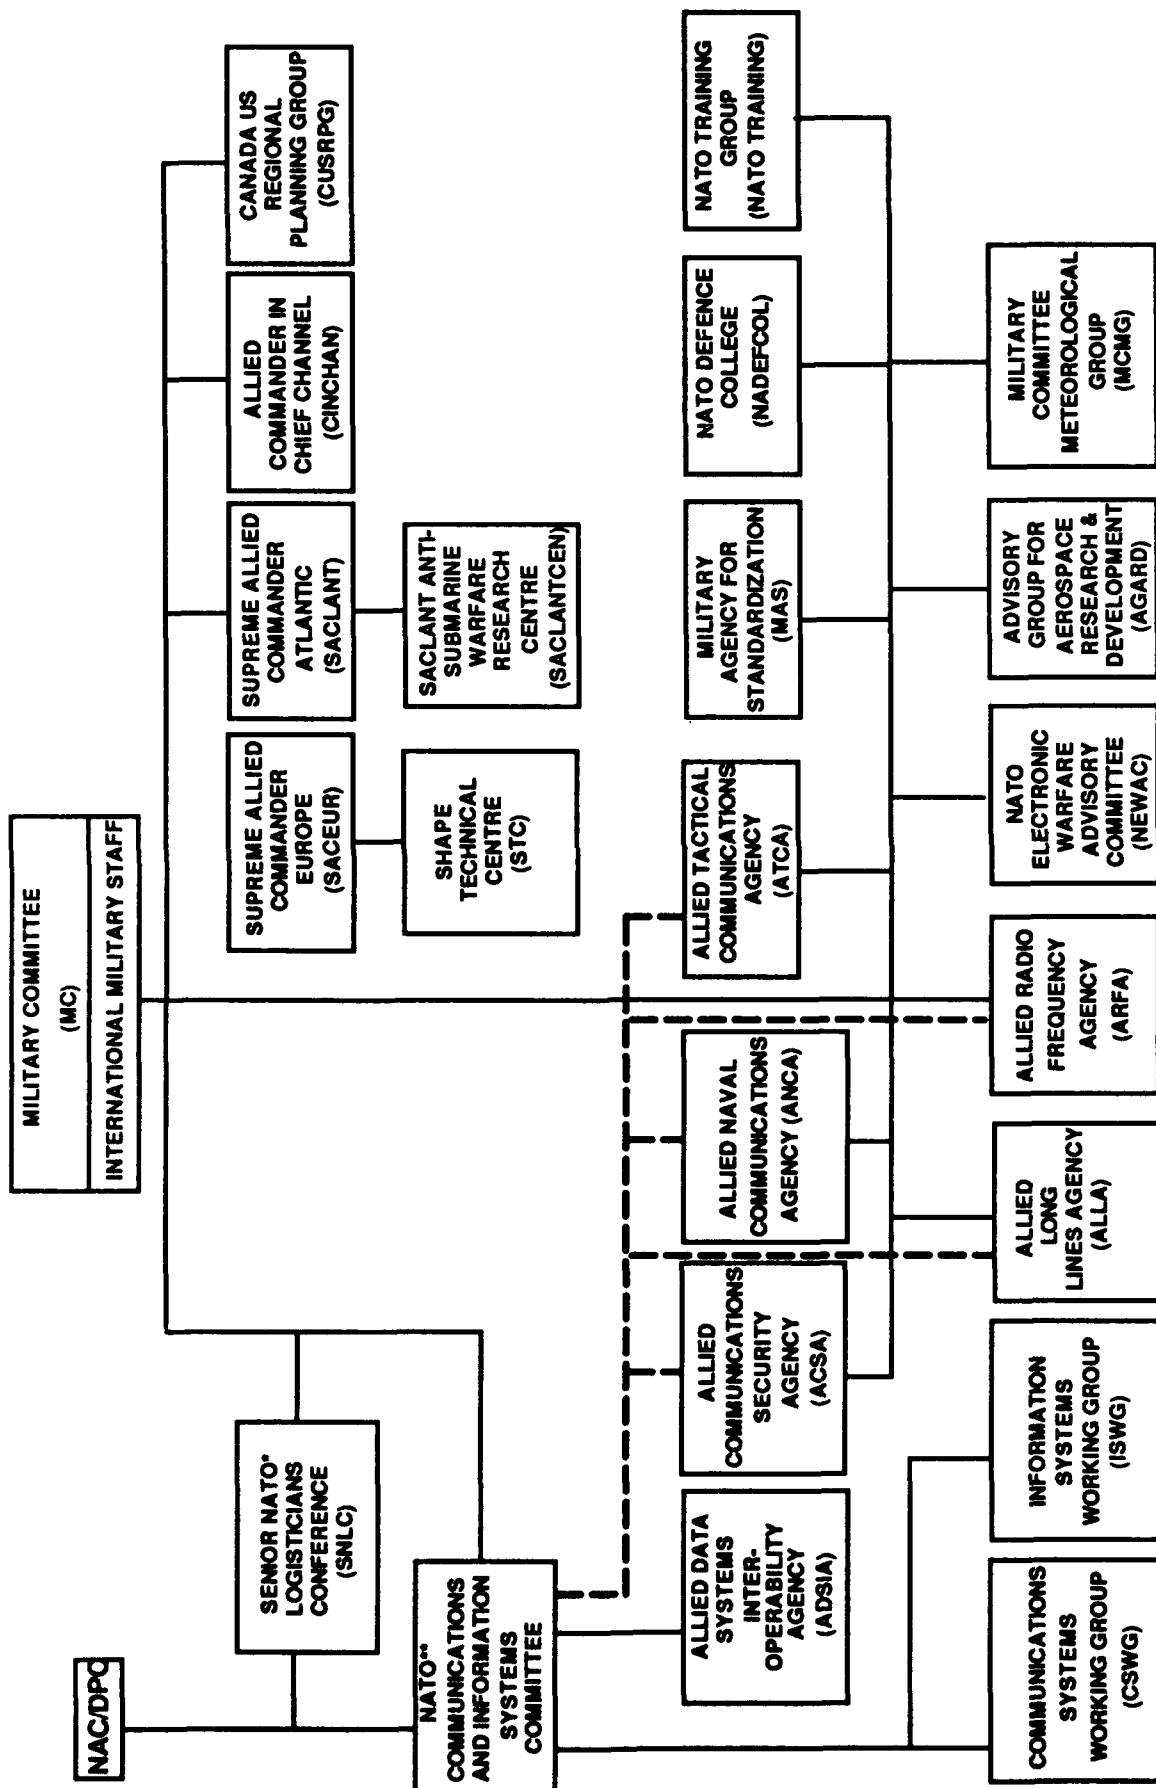 MILITARY COMMITTEE
(MC)
INTERNATIONAL MILITARY STAFF
NAC/DPC
SENIOR NATO*
LOGISTICIANS
CONFERENCE
(SNLC)
SUPREME ALLIED
COMMANDER
EUROPE
(SACEUR)
SUPREME ALLIED
COMMANDER
ATLANTIC
(SACLANT)
ALLIED
COMMANDER IN
CHIEF CHANNEL
(CINCHAN)
CANADA US
REGIONAL
PLANNING GROUP
(CUSRPG)
NATO**
COMMUNICATIONS
AND INFORMATION
SYSTEMS
COMMITTEE
SHAPE
TECHNICAL
CENTRE
(STC)
SACLANT ANTI-
SUBMARINE
WARFARE
RESEARCH
CENTRE
(SACLANTCEN)
ALLIED DATA
SYSTEMS
INTER-
OPERABILITY
AGENCY
(ADSIA)
ALLIED
COMMUNICATIONS
SECURITY
AGENCY
(ACSA)
ALLIED NAVAL
COMMUNICATIONS
AGENCY (ANCA)
ALLIED TACTICAL
COMMUNICATIONS
AGENCY
(ATCA)
MILITARY
AGENCY FOR
STANDARDIZATION
(MAS)
NATO DEFENCE
COLLEGE
(NADEFCOL)
NATO TRAINING
GROUP
(NATO TRAINING)
COMMUNICATIONS
SYSTEMS
WORKING GROUP
(CSWG)
INFORMATION
SYSTEMS
WORKING GROUP
(ISWG)
ALLIED
LONG
LINES AGENCY
(ALLA)
ALLIED RADIO
FREQUENCY
AGENCY
(ARFA)
NATO
ELECTRONIC
WARFARE
ADVISORY
COMMITTEE
(NEWAC)
ADVISORY
GROUP FOR
AEROSPACE
RESEARCH &
DEVELOPMENT
(AGARD)
MILITARY
COMMITTEE
METEOROLOGICAL
GROUP
(MCMG)